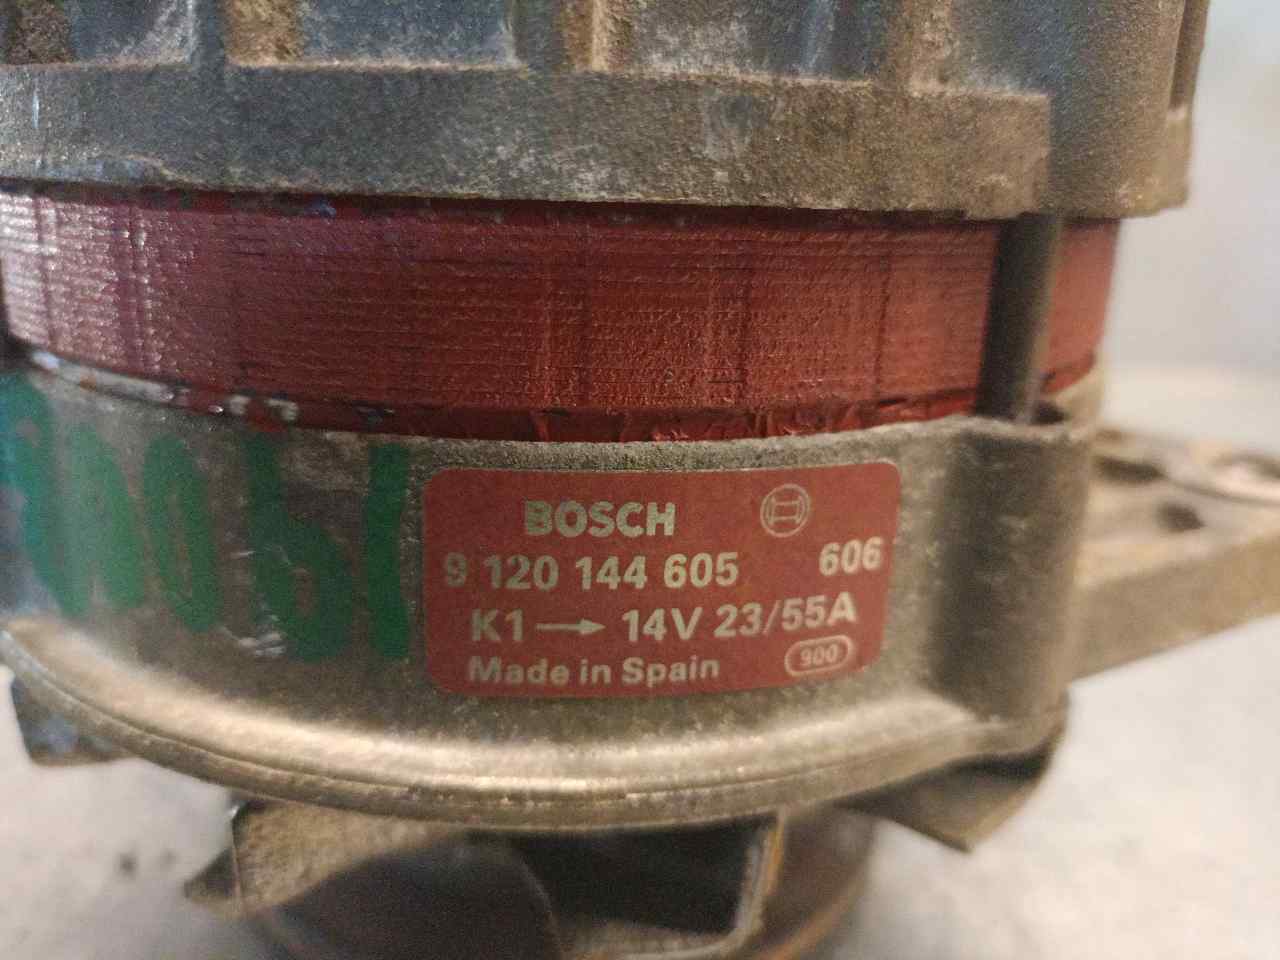 BOSCH
9 120 144 605 606
K1 → 14V 23/55A
Made in Spain 900